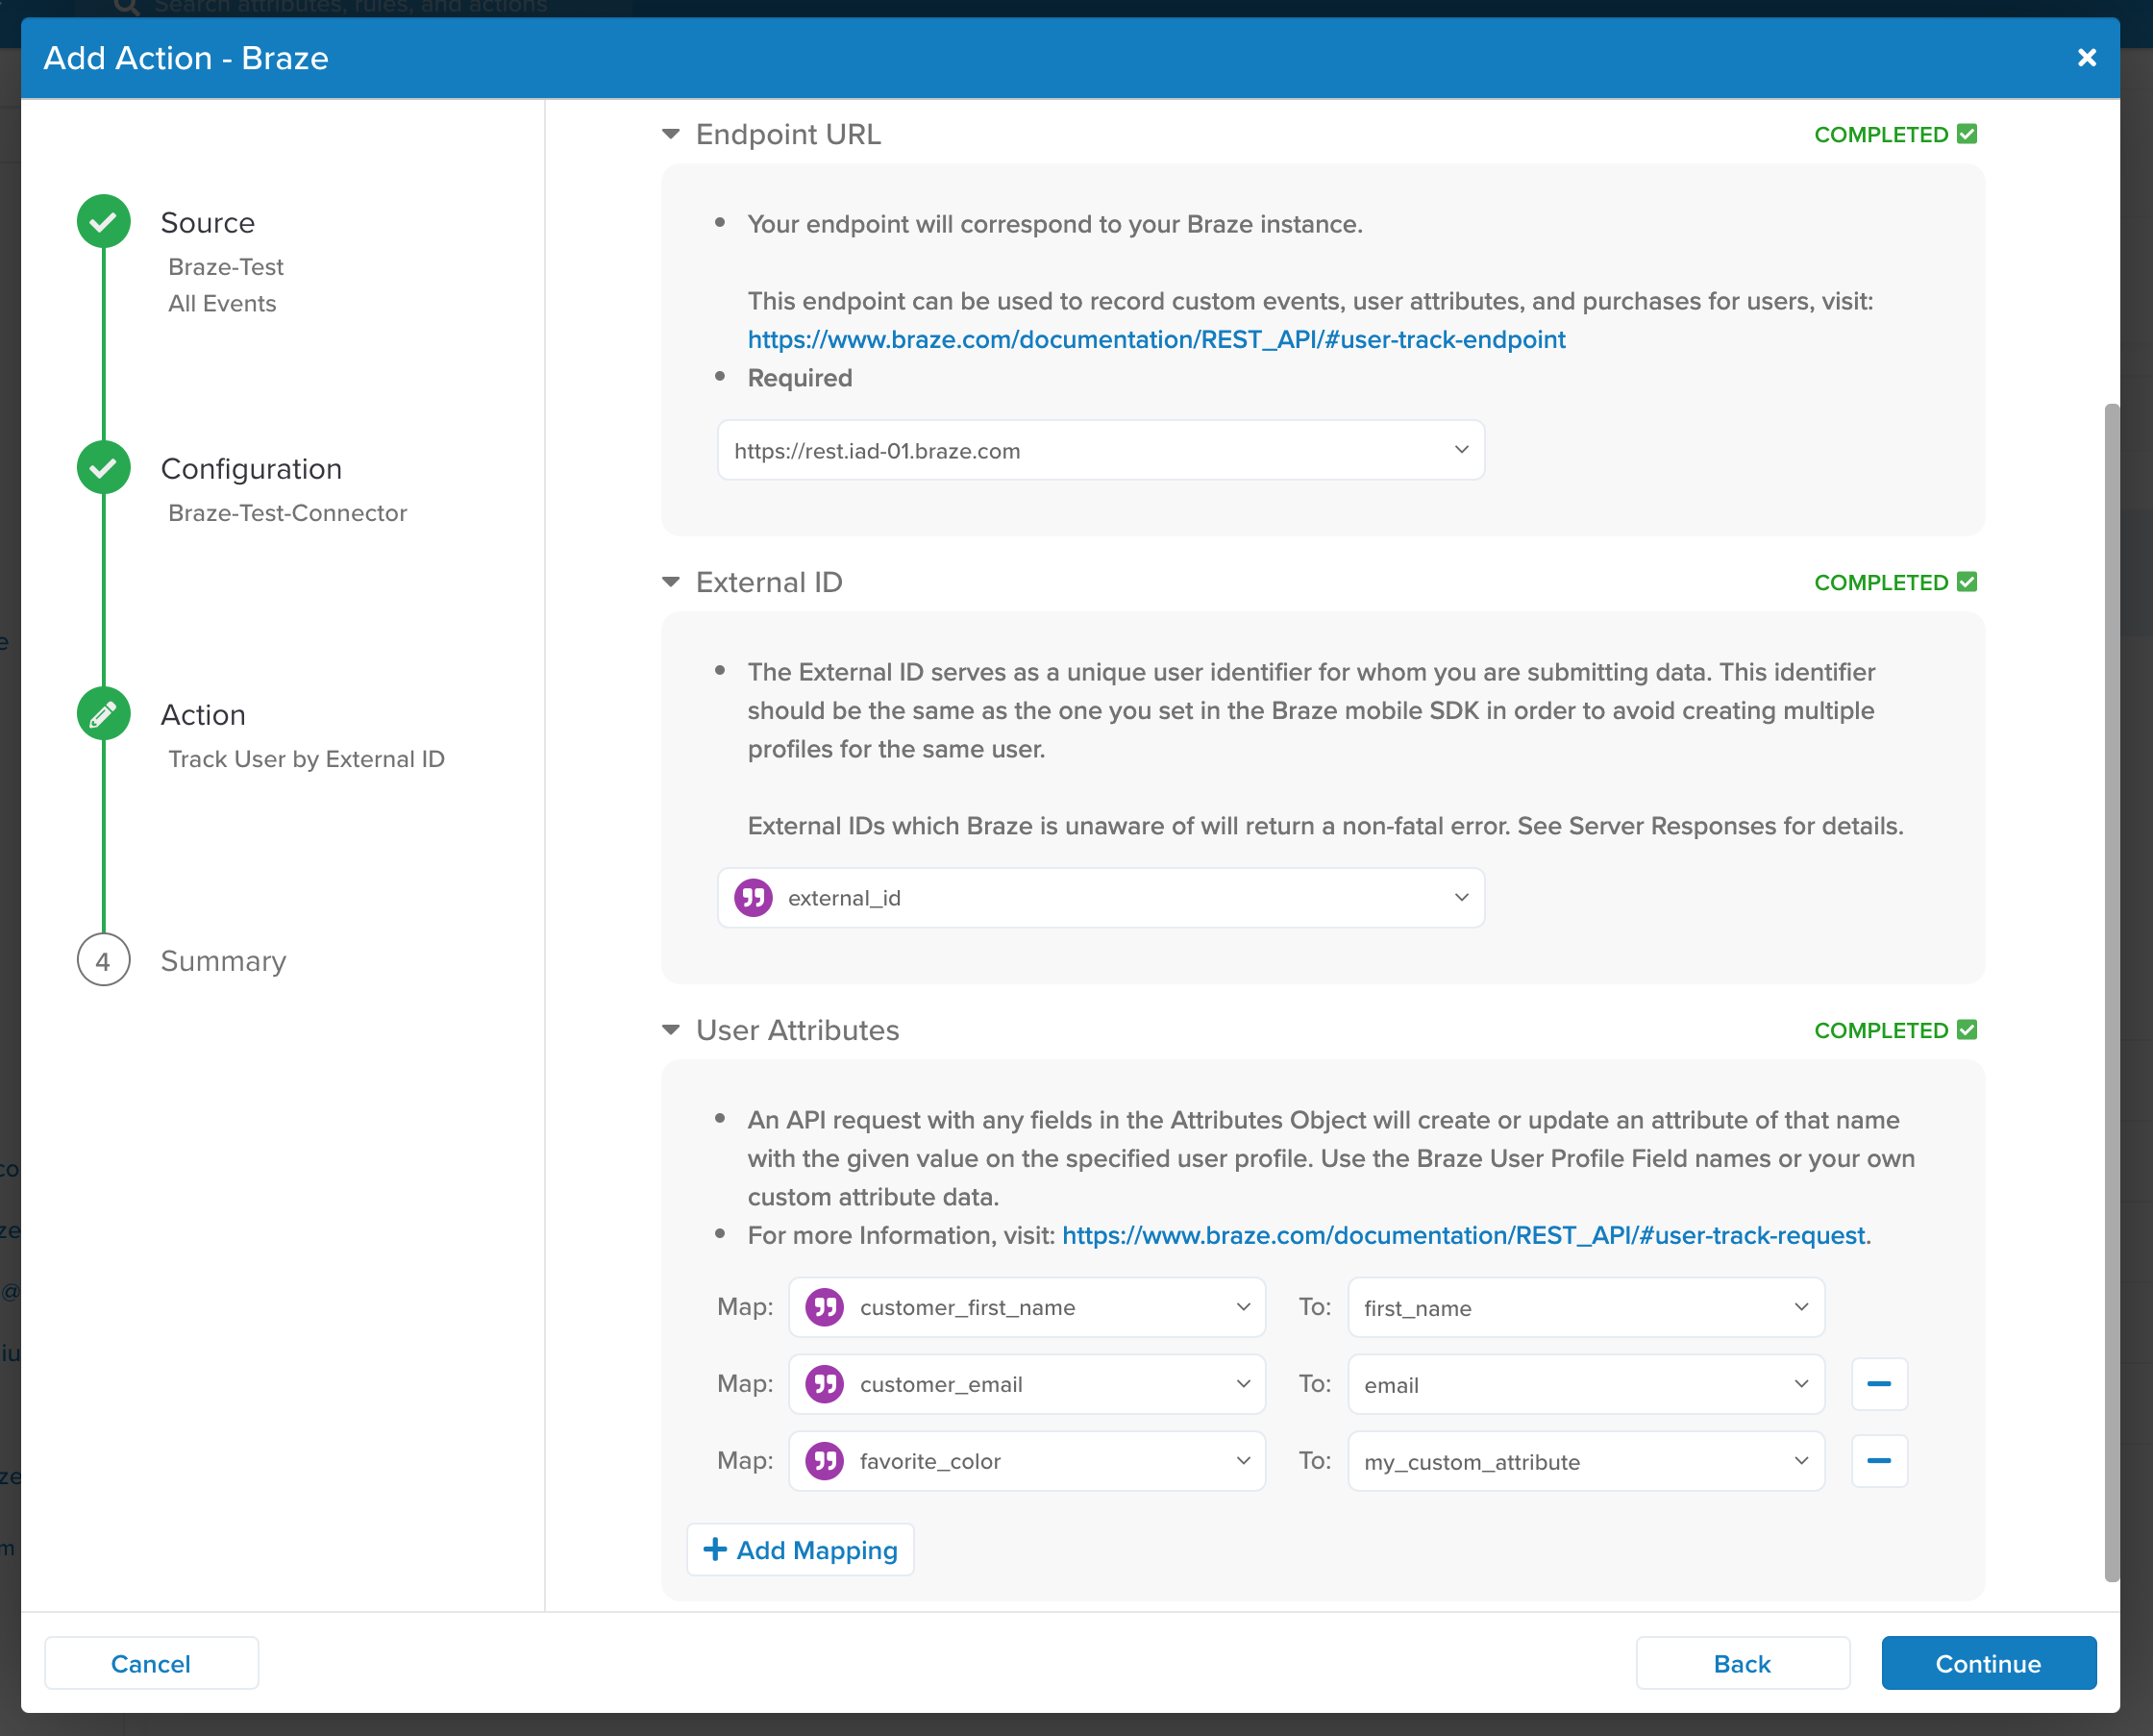 Search attributes, rules, and actions
Add Action - Braze
Source
Braze-Test
All Events
Configuration
Braze-Test-Connector
Action
Track User by External ID
4
Summary
Endpoint URL
COMPLETED
Your endpoint will correspond to your Braze instance.
This endpoint can be used to record custom events, user attributes, and purchases for users, visit:
https://www.braze.com/documentation/REST_API/#user-track-endpoint
Required
https://rest.iad-01.braze.com
External ID
COMPLETED
The External ID serves as a unique user identifier for whom you are submitting data. This identifier
should be the same as the one you set in the Braze mobile SDK in order to avoid creating multiple
profiles for the same user.
External IDs which Braze is unaware of will return a non-fatal error. See Server Responses for details.
external_id
User Attributes
COMPLETED
An API request with any fields in the Attributes Object will create or update an attribute of that name
with the given value on the specified user profile. Use the Braze User Profile Field names or your own
custom attribute data.
For more Information, visit: https://www.braze.com/documentation/REST_API/#user-track-request.
Map: customer_first_name To: first_name
Map: customer_email To: email
Map: favorite_color To: my_custom_attribute
Add Mapping
Cancel
Back
Continue